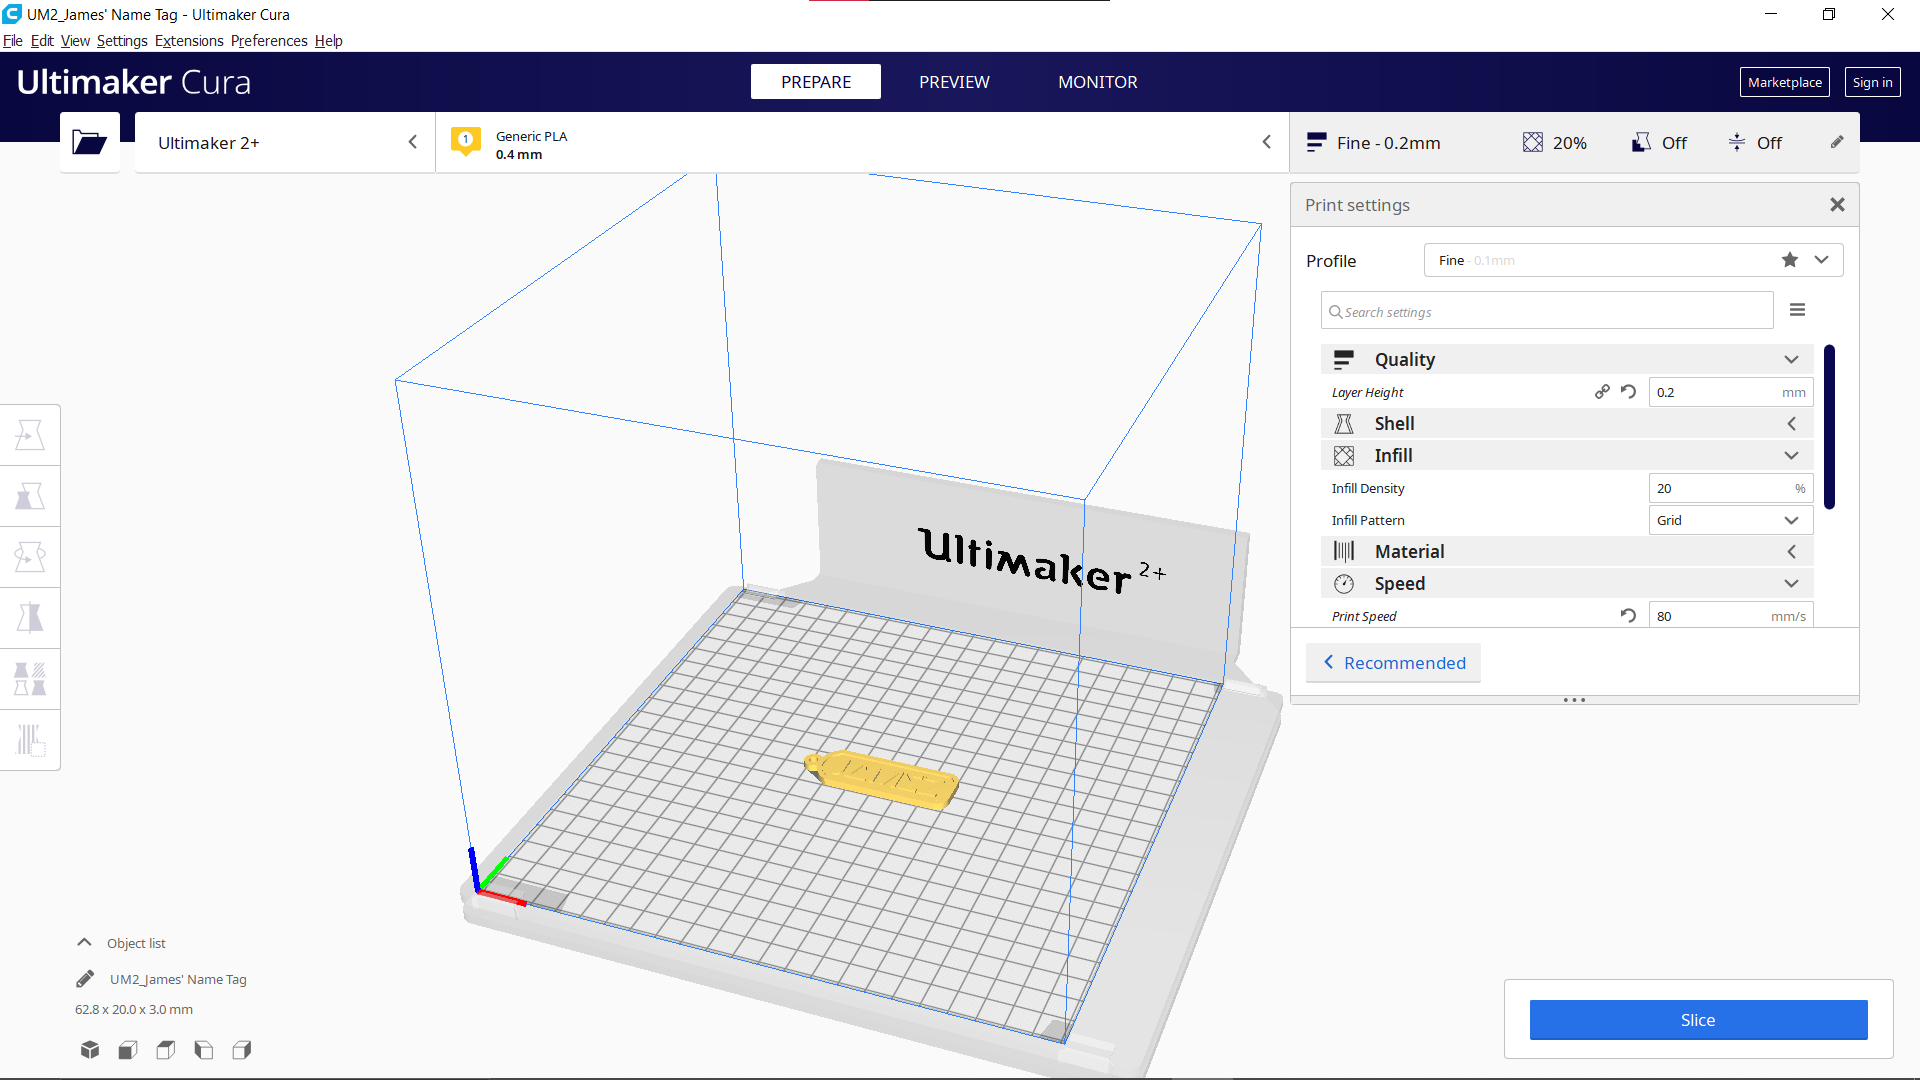 UM2_James' Name Tag - Ultimaker Cura
File Edit View Settings Extensions Preferences Help
Ultimaker Cura
PREPARE PREVIEW MONITOR
Marketplace Sign in
Ultimaker 2+
1
Generic PLA
0.4 mm
Fine - 0.2mm 20% Off Off
Print settings
Profile Fine - 0.1mm
Search settings
Quality
Layer Height 0.2 mm
Shell
Infill
Infill Density 20 %
Infill Pattern Grid
Material
Speed
Print Speed 80 mm/s
Recommended
Ultimaker 2+
Object list
UM2_James' Name Tag
62.8 x 20.0 x 3.0 mm
Slice